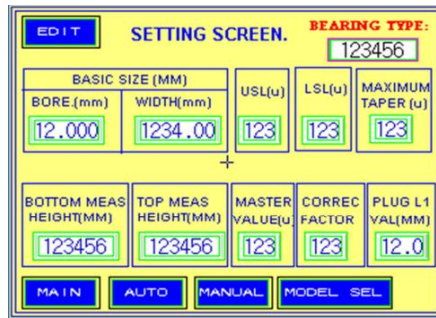 EDIT
SETTING SCREEN.
BEARING TYPE:
123456
BASIC SIZE (MM)
BORE.(mm)
WIDTH(mm)
12.000
1234.00
USL(u)
123
LSL(u)
123
MAXIMUM
TAPER (u)
123
BOTTOM MEAS
HEIGHT(MM)
123456
TOP MEAS
HEIGHT(MM)
123456
MASTER
VALUE(u)
123
CORREC
FACTOR
123
PLUG L1
VAL(MM)
12.0
MAIN
AUTO
MANUAL
MODEL SEL